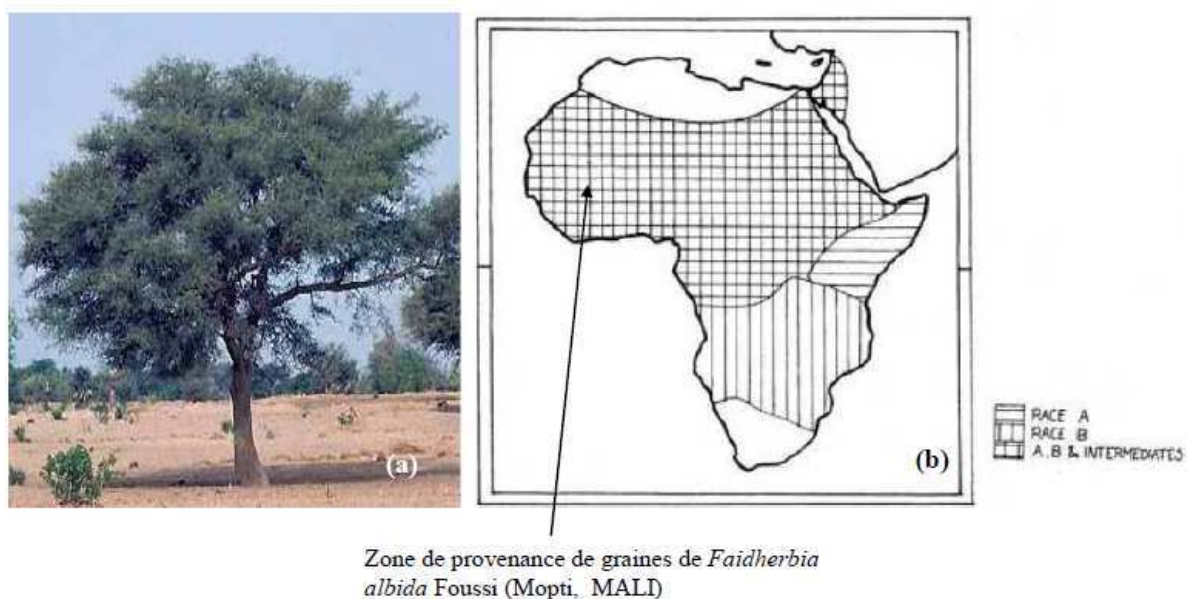 (a)
(b)
RACE A
RACE B
A.B & INTERMEDIATES
Zone de provenance de graines de Faidherbia
albida Foussi (Mopti, MALI)